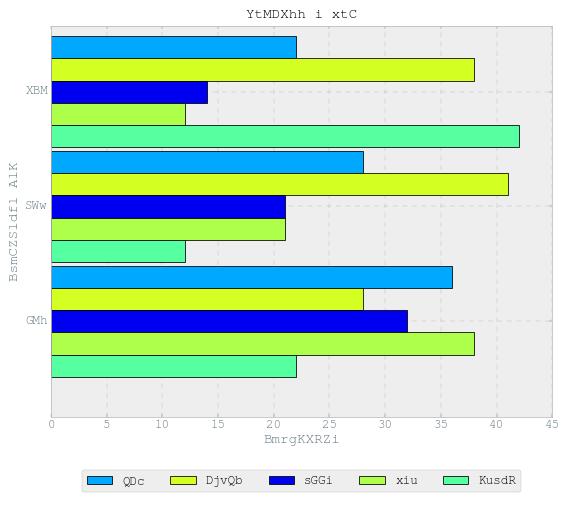 YtMDXhh i xtC
BsmCZSldfl AlK
XBM
SWw
GMh
0 5 10 15 20 25 30 35 40 45
BmrgKXRZi
QDc DjvQb sGGi xiu KusdR